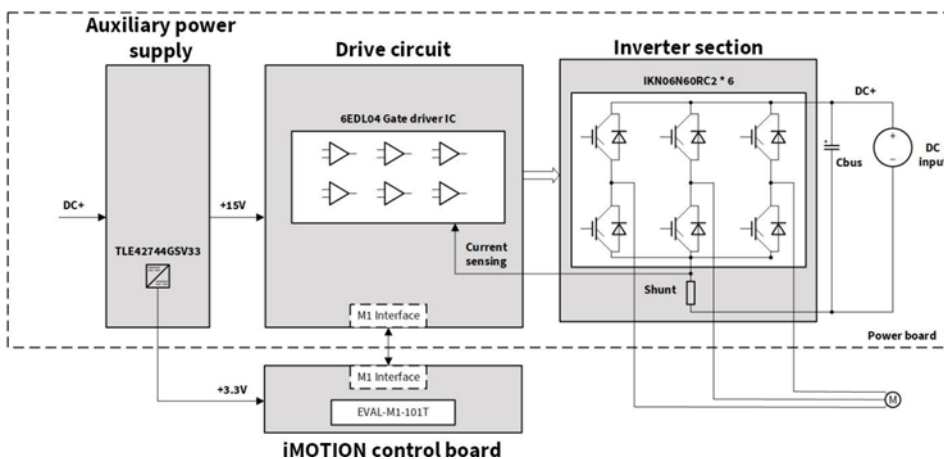 Auxiliary power
supply
Drive circuit
Inverter section
IKN06N60RC2 * 6
6EDL04 Gate driver IC
DC+
+
Cbus
+
−
DC
input
DC+
+15V
TLE42744GSV33
Current
sensing
Shunt
M1 Interface
Power board
M1 Interface
+3.3V
EVAL-M1-101T
M
iMOTION control board